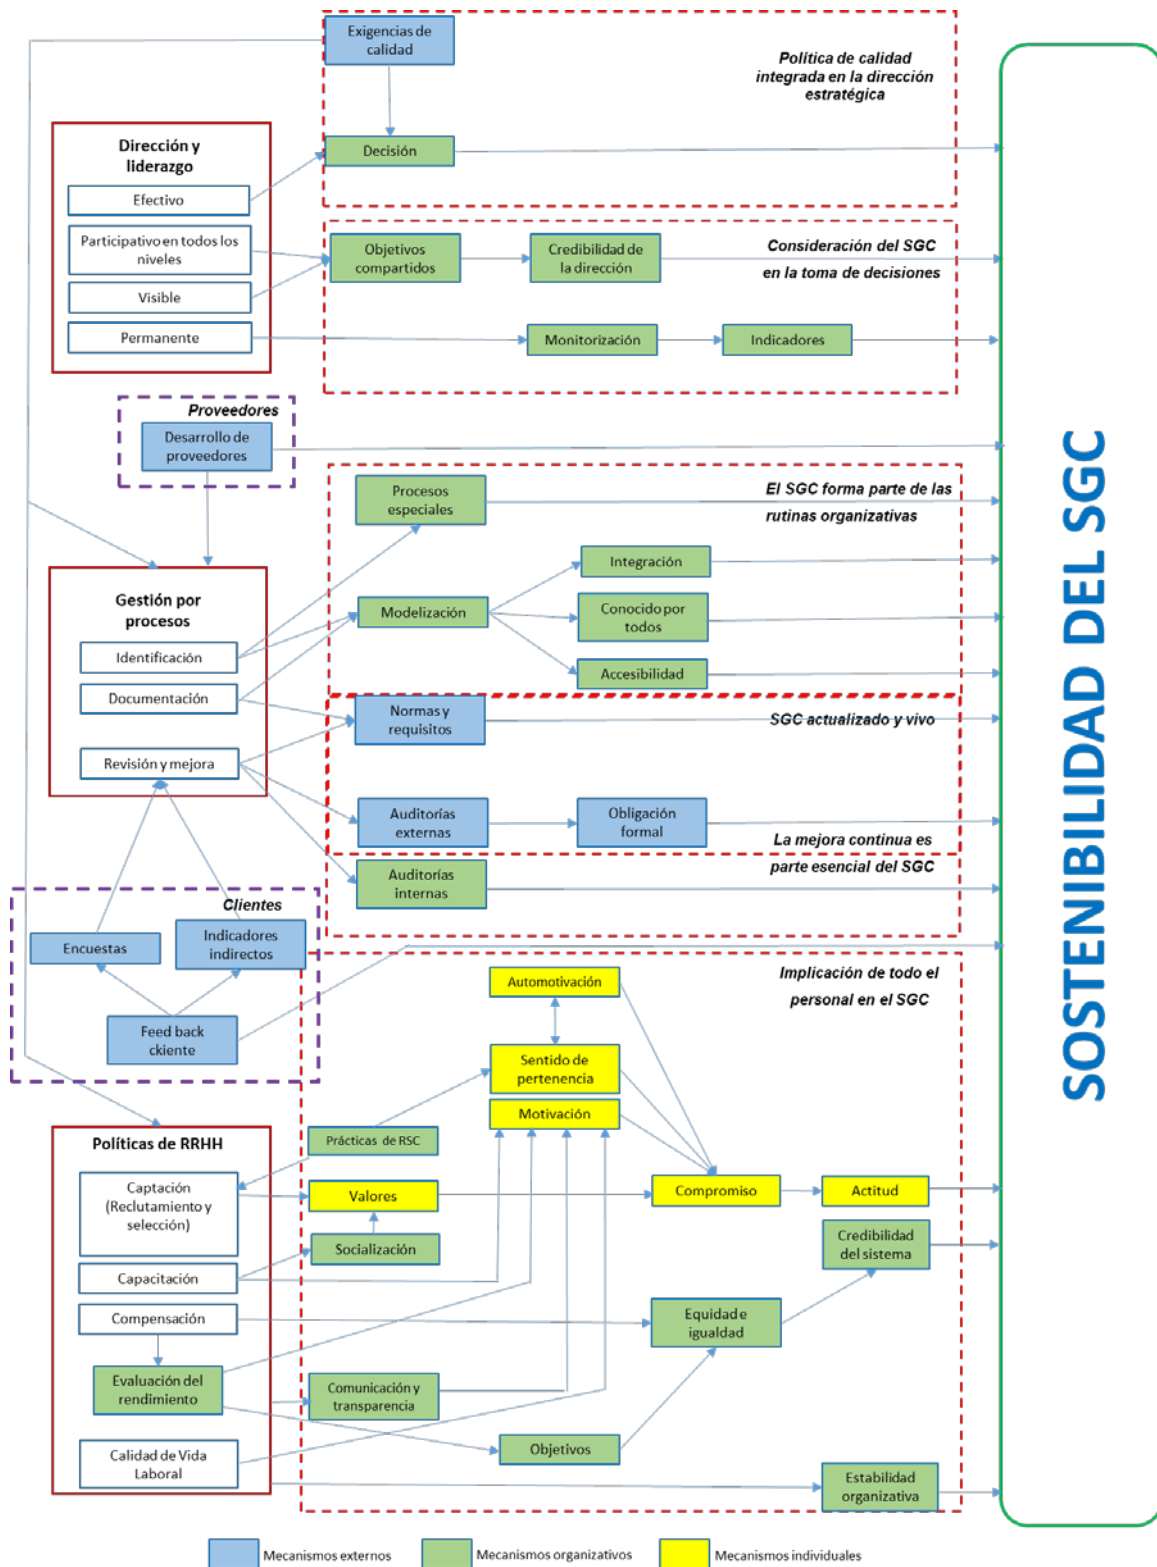 Exigencias de
calidad
Política de calidad
integrada en la dirección
estratégica
Dirección y
liderazgo
Decisión
Efectivo
Participativo en todos los
niveles
Visible
Permanente
Objetivos
compartidos
Credibilidad de
la dirección
Consideración del SGC
en la toma de decisiones
Monitorización
Indicadores
Proveedores
Desarrollo de
proveedores
Procesos
especiales
El SGC forma parte de las
rutinas organizativas
Integración
Gestión por
procesos
Modelización
Conocido por
todos
Identificación
Accesibilidad
Documentación
Normas y
requisitos
SGC actualizado y vivo
Revisión y mejora
Auditorías
externas
Obligación
formal
La mejora continua es
parte esencial del SGC
Auditorías
internas
Clientes
Encuestas
Indicadores
indirectos
Feed back
ckiente
Automotivación
Implicación de todo el
personal en el SGC
Sentido de
pertenencia
Motivación
Políticas de RRHH
Prácticas de RSC
Captación
(Reclutamiento y
selección)
Valores
Compromiso
Actitud
Socialización
Credibilidad
del sistema
Capacitación
Compensación
Equidad e
igualdad
Evaluación del
rendimiento
Comunicación y
transparencia
Objetivos
Calidad de Vida
Laboral
Estabilidad
organizativa
SOSTENIBILIDAD DEL SGC
Mecanismos externos
Mecanismos organizativos
Mecanismos individuales